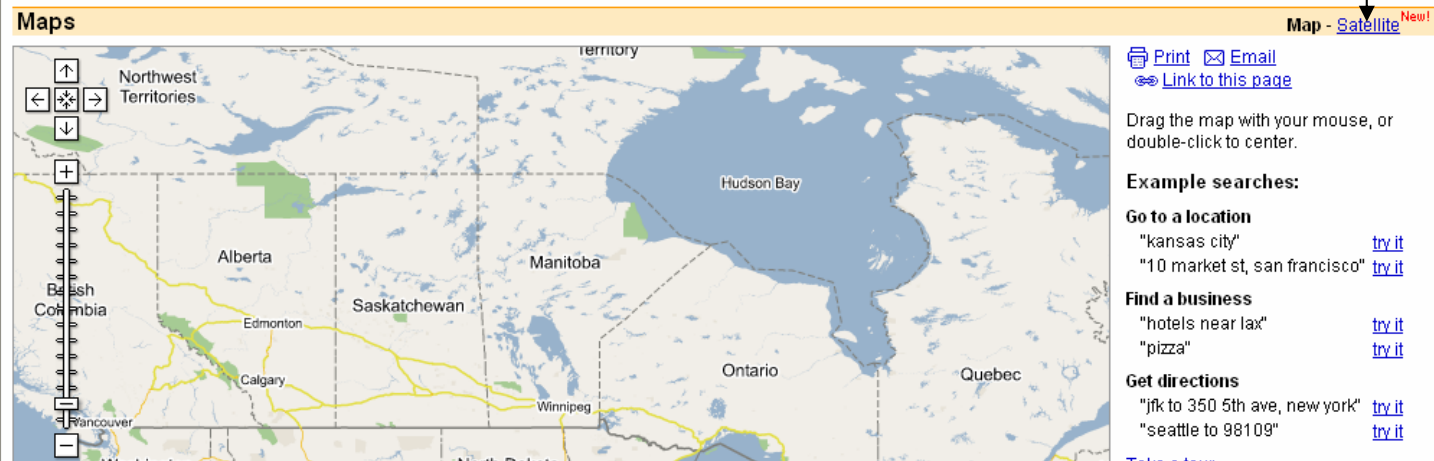 Maps
Map - Satellite New!
Print Email
Link to this page
Drag the map with your mouse, or
double-click to center.
Example searches:
Go to a location
"kansas city" try it
"10 market st, san francisco" try it
Find a business
"hotels near lax" try it
"pizza" try it
Get directions
"jfk to 350 5th ave, new york" try it
"seattle to 98109" try it
Territory
Northwest
Territories
Hudson Bay
Alberta
Manitoba
British
Columbia
Saskatchewan
Edmonton
Calgary
Ontario
Quebec
Winnipeg
Vancouver